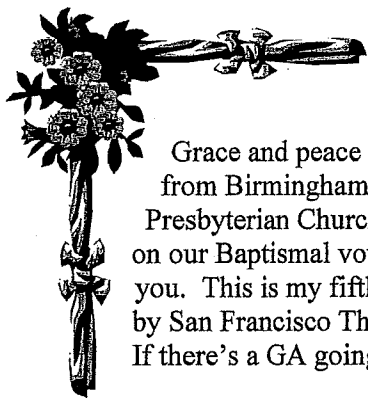 Grace and peace
from Birmingham
Presbyterian Churc
on our Baptismal vo
you. This is my fifth
by San Francisco Th
If there's a GA going